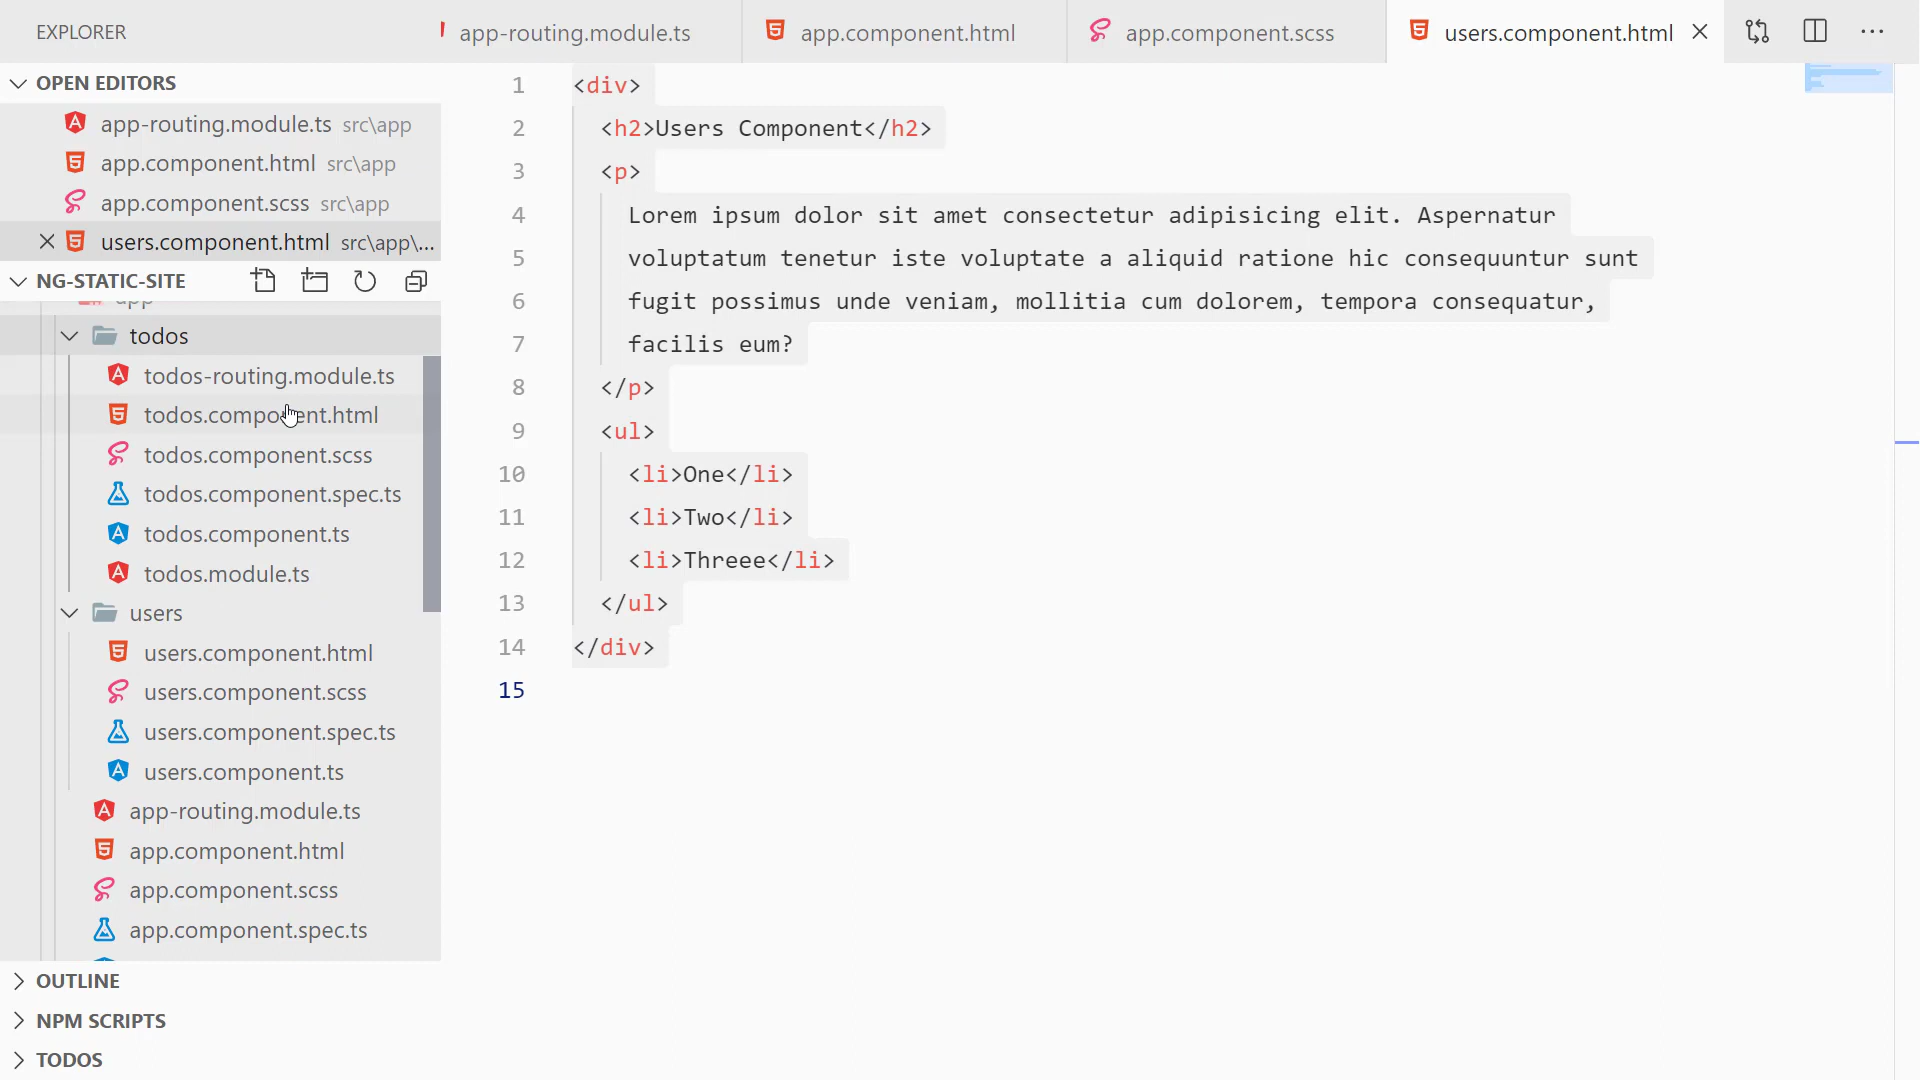 EXPLORER
app-routing.module.ts
app.component.html
app.component.scss
users.component.html
OPEN EDITORS
app-routing.module.ts src\app
app.component.html src\app
app.component.scss src\app
users.component.html src\app\...
NG-STATIC-SITE
app
todos
todos-routing.module.ts
todos.component.html
todos.component.scss
todos.component.spec.ts
todos.component.ts
todos.module.ts
users
users.component.html
users.component.scss
users.component.spec.ts
users.component.ts
app-routing.module.ts
app.component.html
app.component.scss
app.component.spec.ts
OUTLINE
NPM SCRIPTS
TODOS
1 <div>
2 <h2>Users Component</h2>
3 <p>
4 Lorem ipsum dolor sit amet consectetur adipisicing elit. Aspernatur
5 voluptatum tenetur iste voluptate a aliquid ratione hic consequuntur sunt
6 fugit possimus unde veniam, mollitia cum dolorem, tempora consequatur,
7 facilis eum?
8 </p>
9 <ul>
10 <li>One</li>
11 <li>Two</li>
12 <li>Threee</li>
13 </ul>
14 </div>
15